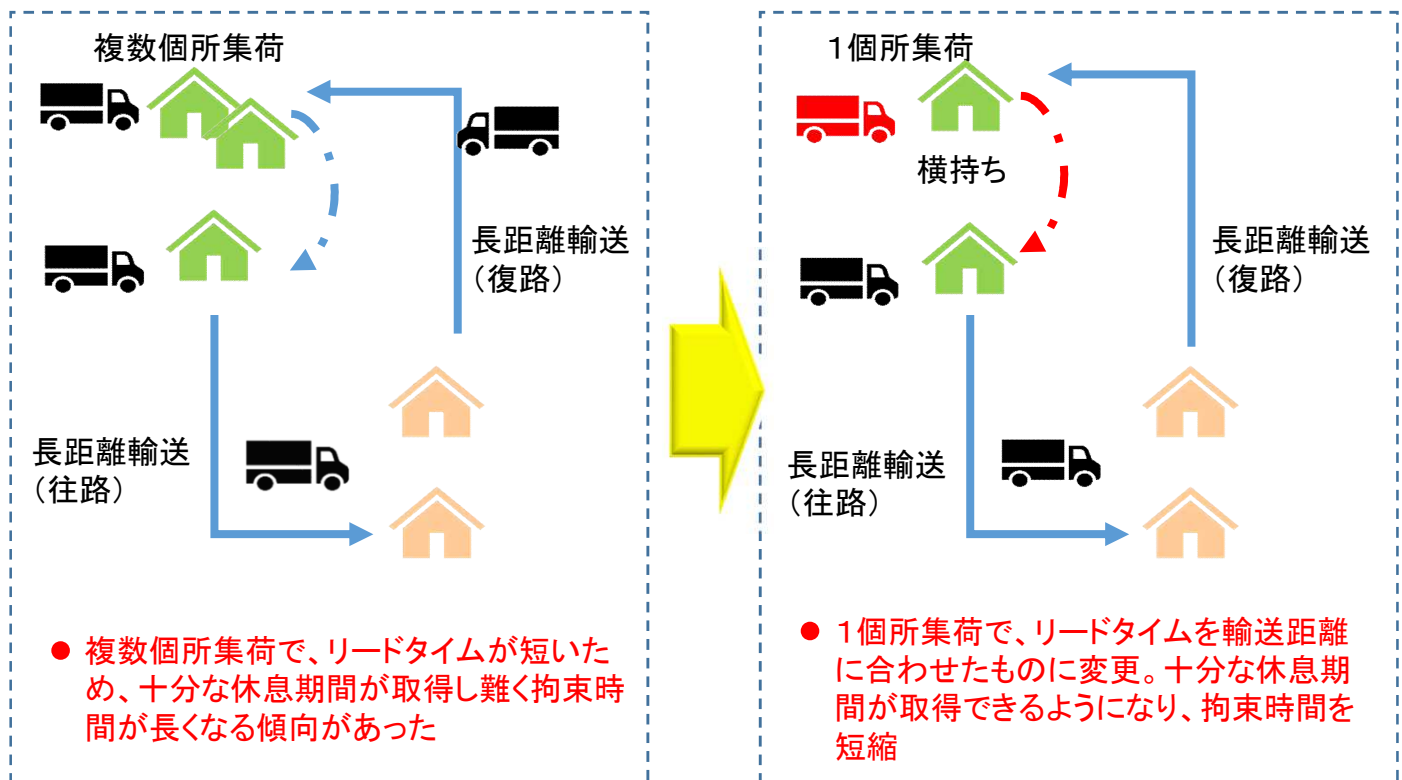 複数個所集荷
長距離輸送
（復路）
長距離輸送
（往路）
● 複数個所集荷で、リードタイムが短いた
め、十分な休息期間が取得し難く拘束時
間が長くなる傾向があった
１個所集荷
横持ち
長距離輸送
（復路）
長距離輸送
（往路）
● １個所集荷で、リードタイムを輸送距離
に合わせたものに変更。十分な休息期
間が取得できるようになり、拘束時間を
短縮